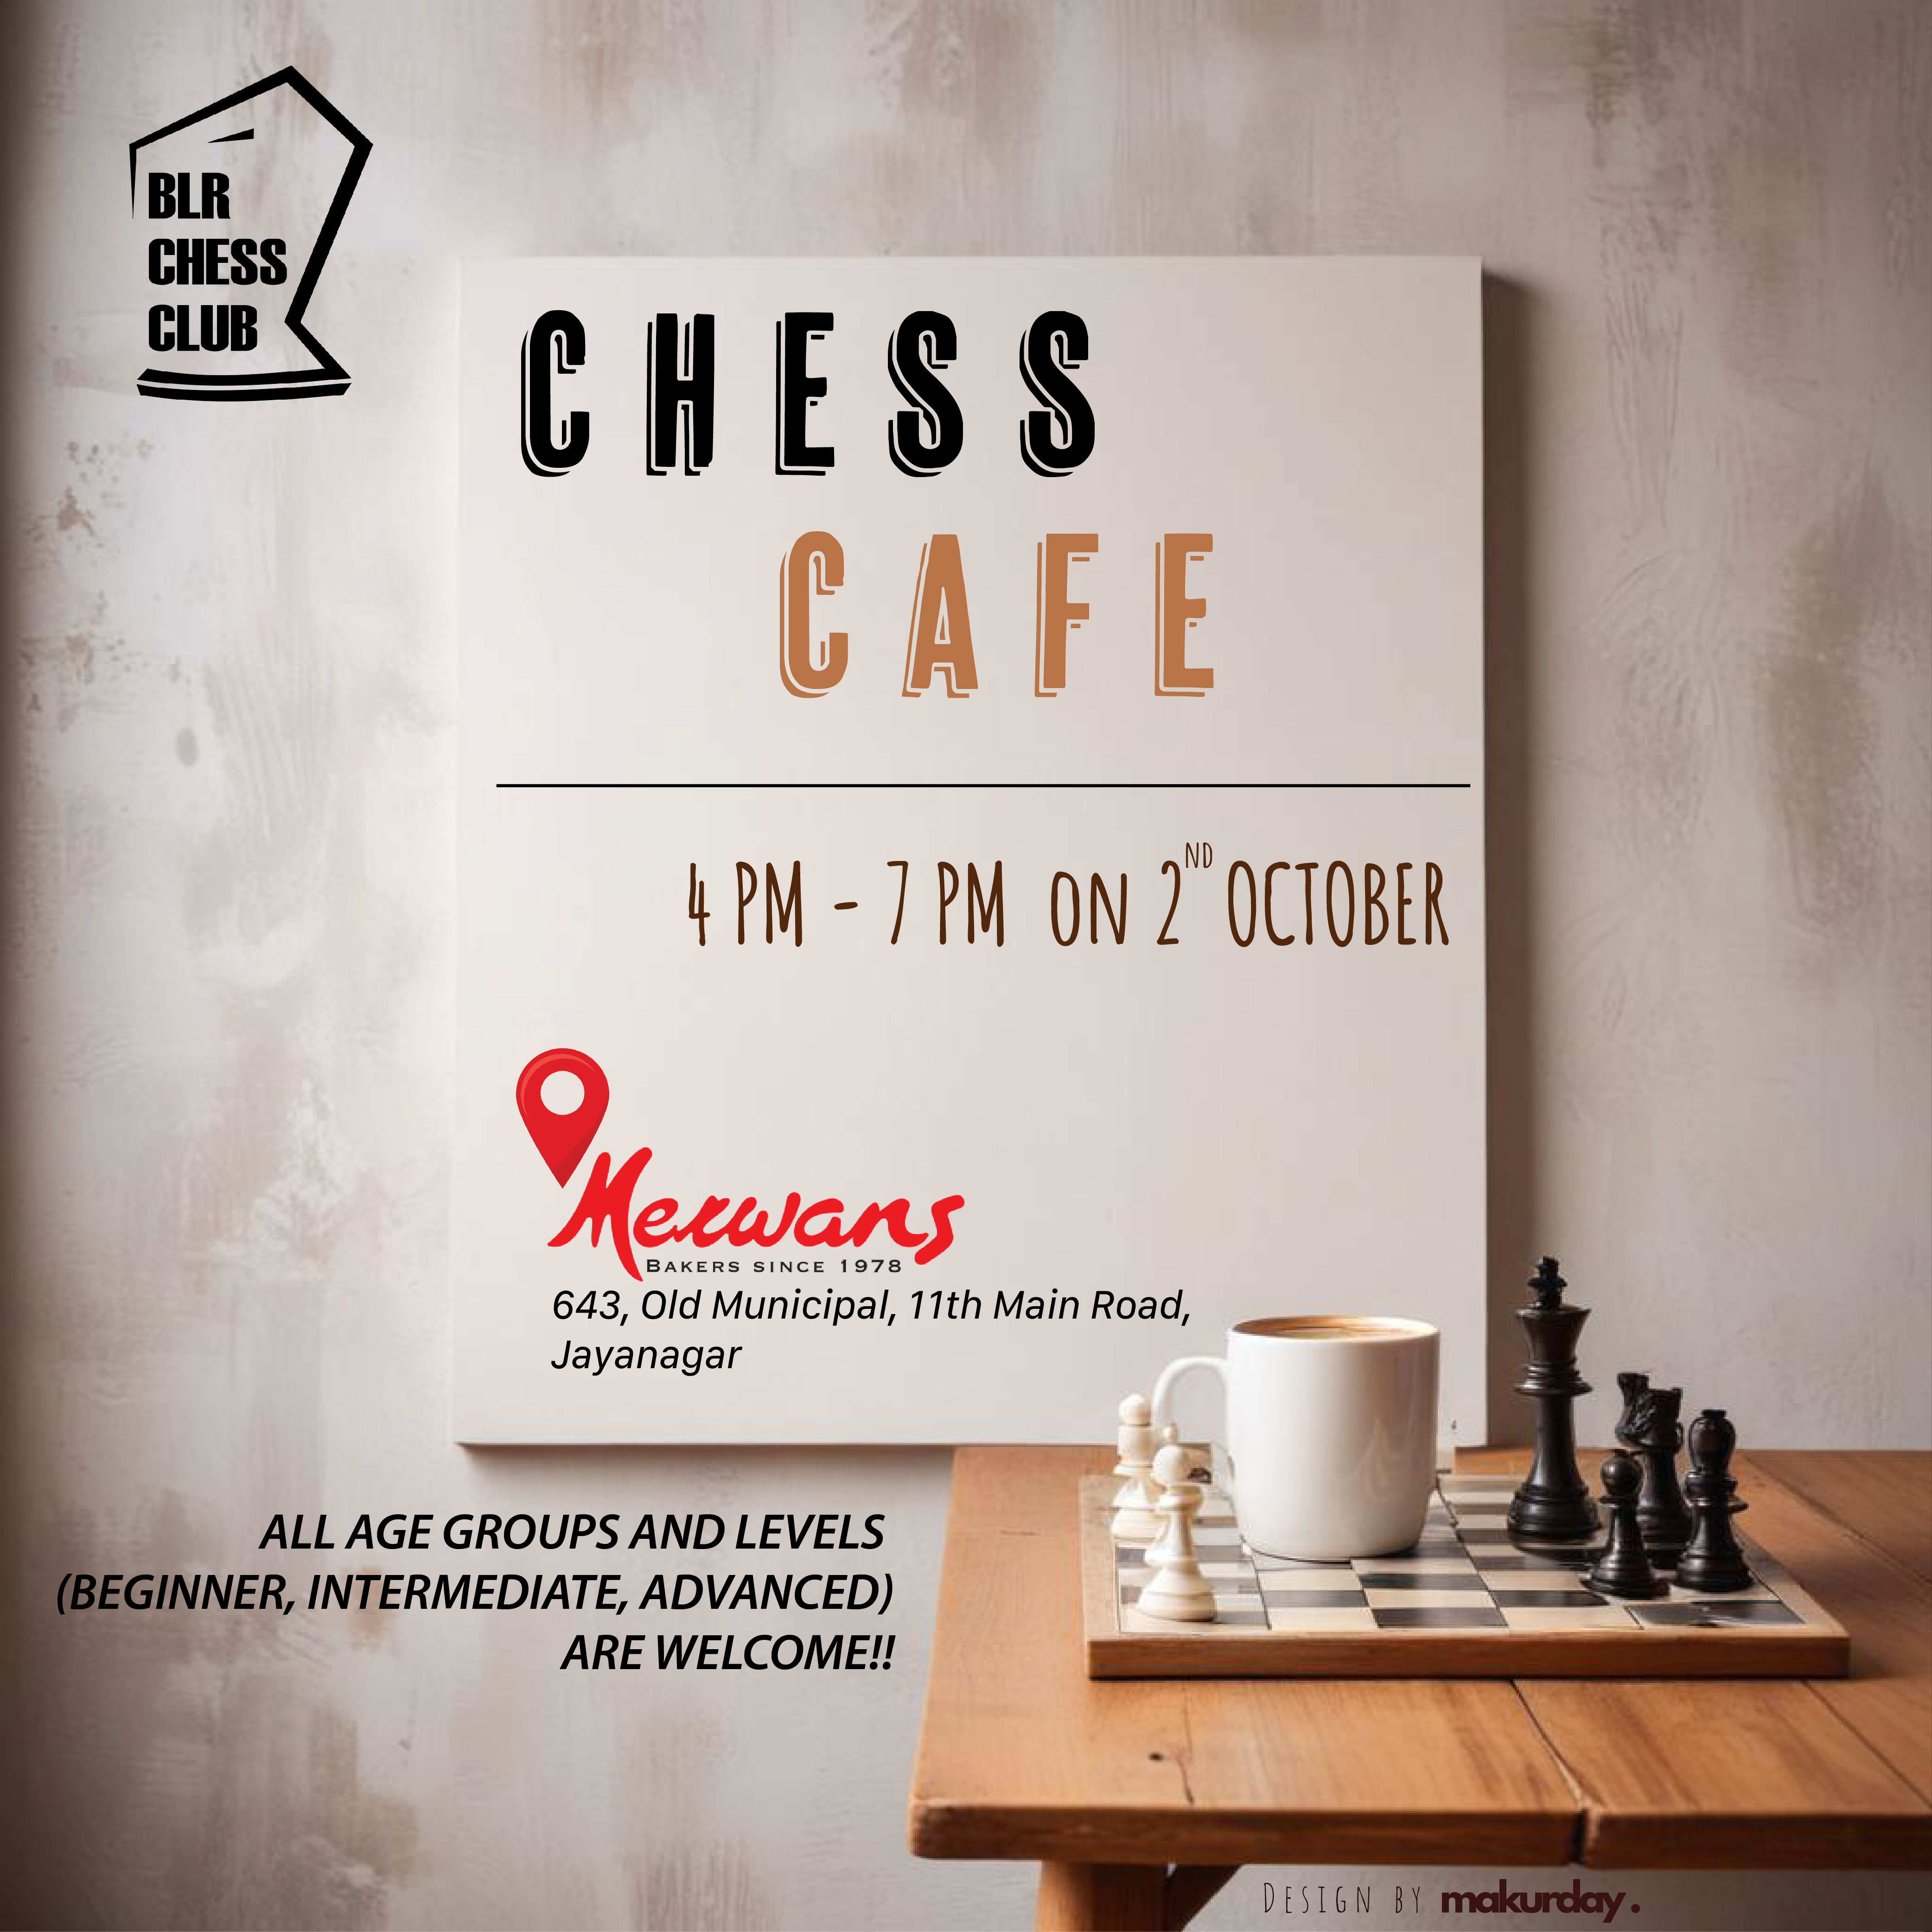 BLR
CHESS
CLUB
CHESS
CAFE
4 PM - 7 PM ON 2ND OCTOBER
Merwans
BAKERS SINCE 1978
643, Old Municipal, 11th Main Road,
Jayanagar
4
ALL AGE GROUPS AND LEVELS
(BEGINNER, INTERMEDIATE, ADVANCED)
ARE WELCOME!!
DESIGN BY makurday.